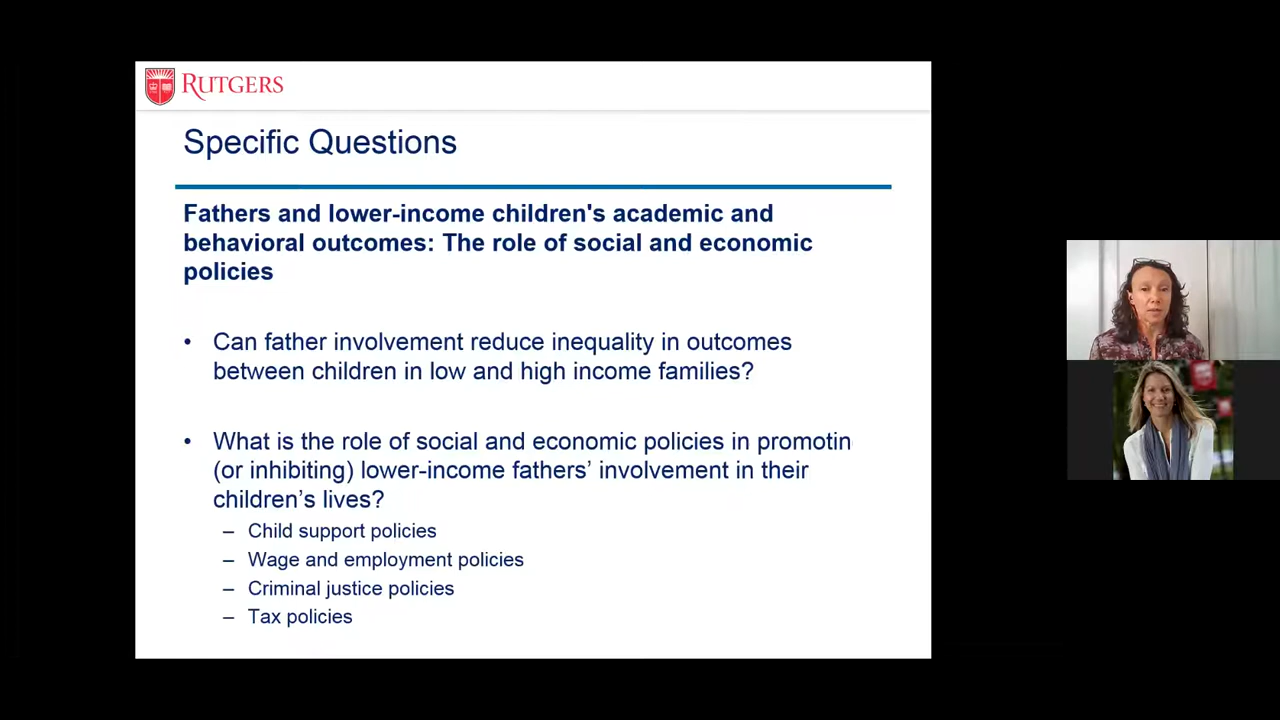 RUTGERS
Specific Questions
Fathers and lower-income children's academic and
behavioral outcomes: The role of social and economic
policies
• Can father involvement reduce inequality in outcomes
between children in low and high income families?
• What is the role of social and economic policies in promotin
(or inhibiting) lower-income fathers’ involvement in their
children’s lives?
– Child support policies
– Wage and employment policies
– Criminal justice policies
– Tax policies